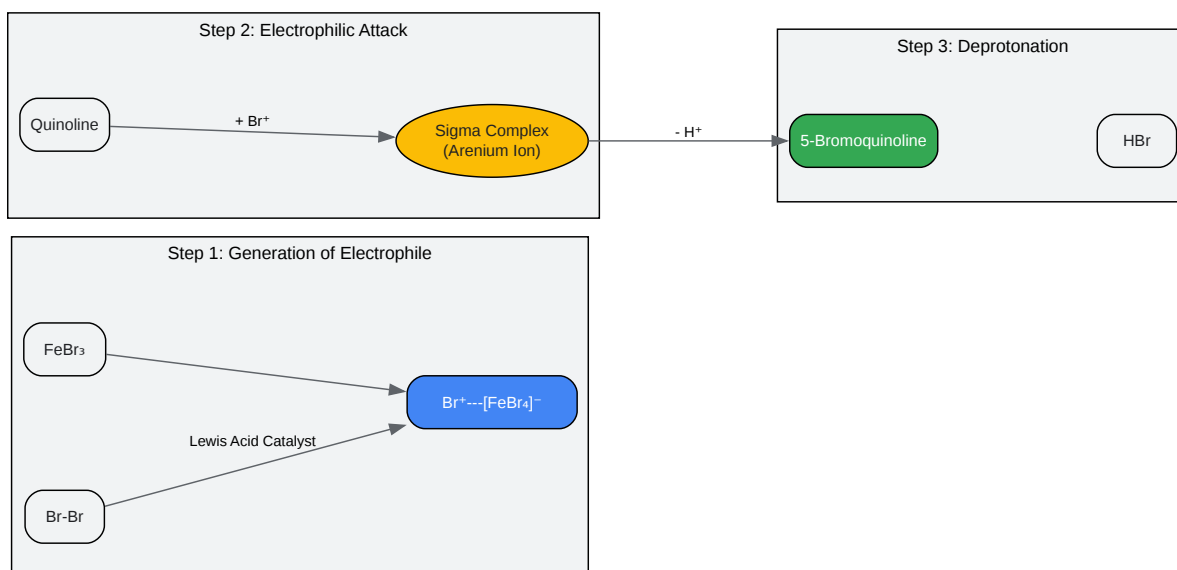 Step 2: Electrophilic Attack
Quinoline
+ Br⁺
Sigma Complex
(Arenium Ion)
- H⁺
Step 3: Deprotonation
5-Bromoquinoline
HBr
Step 1: Generation of Electrophile
FeBr₃
Br⁺---[FeBr₄]⁻
Lewis Acid Catalyst
Br-Br